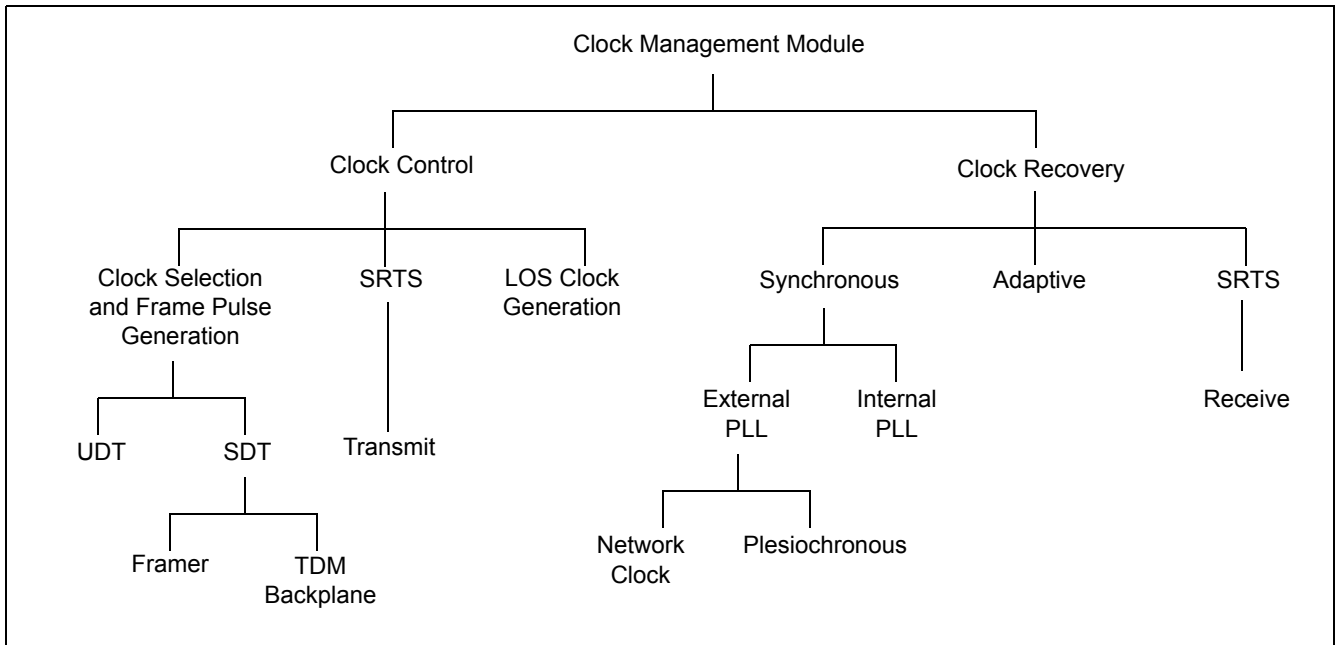 Clock Management Module
Clock Control
Clock Recovery
Clock Selection
and Frame Pulse
Generation
SRTS
LOS Clock
Generation
Synchronous
Adaptive
SRTS
UDT
SDT
Transmit
External
PLL
Internal
PLL
Receive
Framer
TDM
Backplane
Network
Clock
Plesiochronous